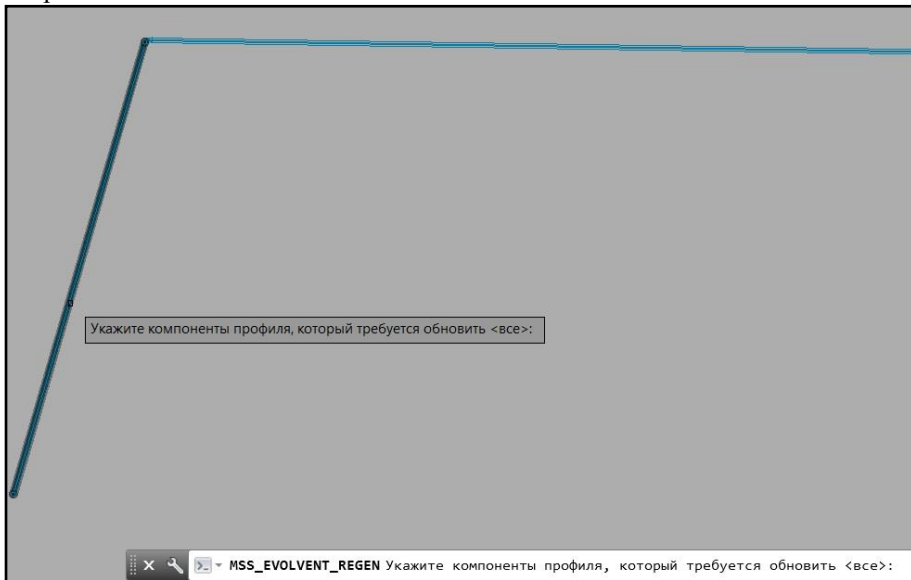 Укажите компоненты профиля, который требуется обновить <все>:
MSS_EVOLVENT_REGEN Укажите компоненты профиля, который требуется обновить <все>: